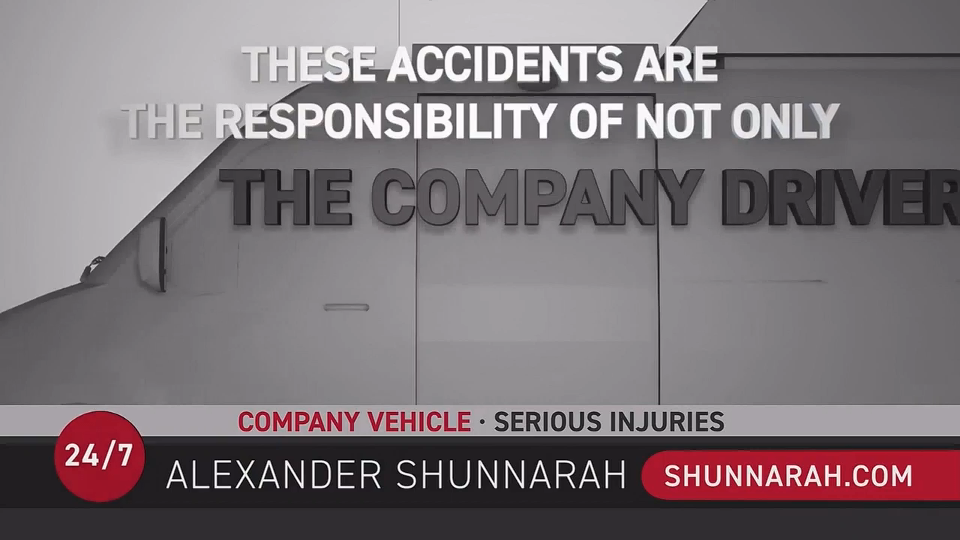 THESE ACCIDENTS ARE
THE RESPONSIBILITY OF NOT ONLY
THE COMPANY DRIVER
COMPANY VEHICLE · SERIOUS INJURIES
24/7
ALEXANDER SHUNNARAH
SHUNNARAH.COM